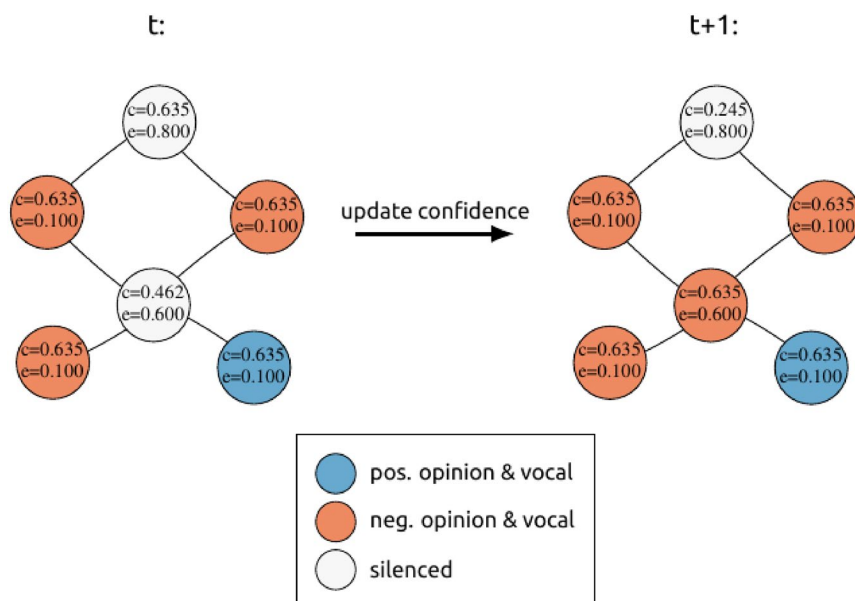 t:
t+1:
c=0.635
e=0.800
c=0.245
e=0.800
c=0.635
e=0.100
c=0.635
e=0.100
update confidence
c=0.635
e=0.100
c=0.635
e=0.100
c=0.462
e=0.600
c=0.635
e=0.600
c=0.635
e=0.100
c=0.635
e=0.100
c=0.635
e=0.100
c=0.635
e=0.100
pos. opinion & vocal
neg. opinion & vocal
silenced